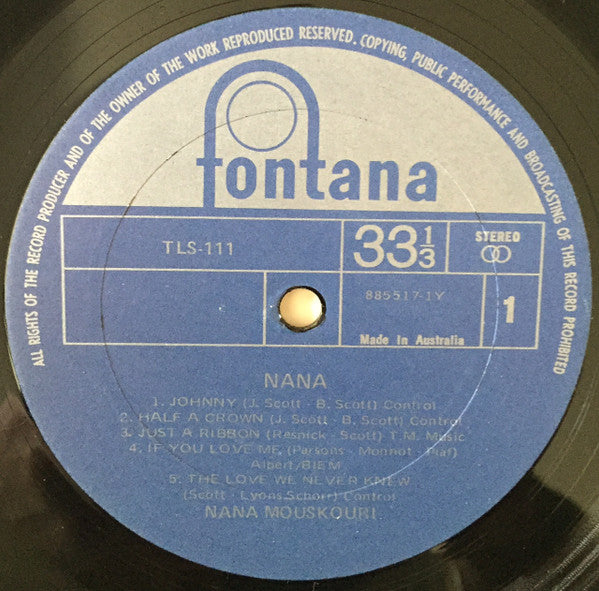 ALL RIGHTS OF THE RECORD PRODUCER AND OF THE OWNER OF THE WORK REPRODUCED RESERVED. COPYING, PUBLIC PERFORMANCE AND BROADCASTING OF THIS RECORD PROHIBITED
fontana
TLS-111
33 1/3
STEREO
885517-1Y
1
Made In Australia
NANA
1. JOHNNY (J. Scott - B. Scott) Control
2. HALF A CROWN (J. Scott - B. Scott) Control
3. JUST A RIBBON (Resnick - Scott) T.M. Music
4. IF YOU LOVE ME (Parsons - Monnot - Piaf)
Albert/BIEM
5. THE LOVE WE NEVER KNEW
(Scott - Lyons.Schorr) Control
NANA MOUSKOURI